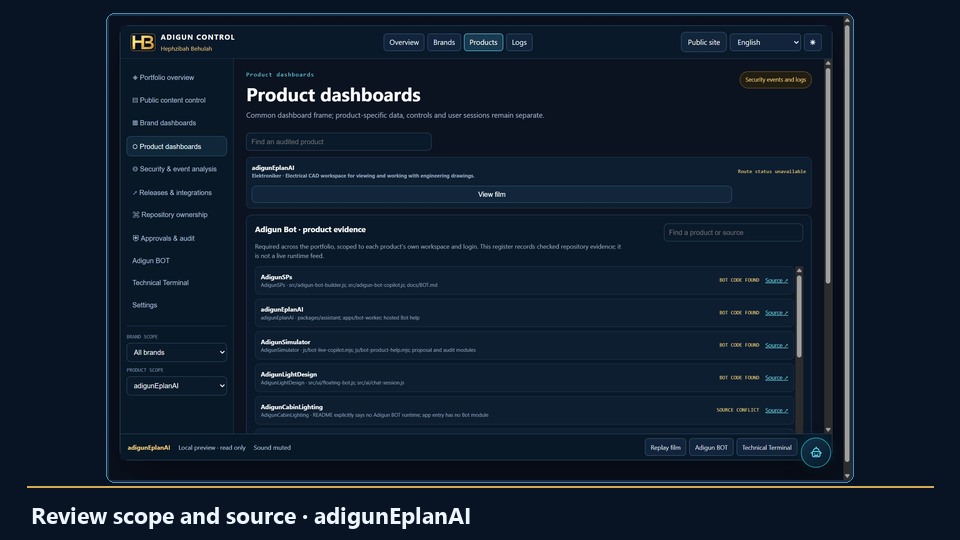 HB
ADIGUN CONTROL
Hephzibah Behulah
Overview
Brands
Products
Logs
Public site
English
Portfolio overview
Public content control
Brand dashboards
Product dashboards
Security & event analysis
Releases & integrations
Repository ownership
Approvals & audit
Adigun BOT
Technical Terminal
Settings
BRAND SCOPE
All brands
PRODUCT SCOPE
adigunEplanAI
Product dashboards
Product dashboards
Common dashboard frame; product-specific data, controls and user sessions remain separate.
Security events and logs
Find an audited product
adigunEplanAI
Elektroniker · Electrical CAD workspace for viewing and working with engineering drawings.
Route status unavailable
View film
Adigun Bot · product evidence
Required across the portfolio, scoped to each product's own workspace and login. This register records checked repository evidence; it
is not a live runtime feed.
Find a product or source
AdigunSPs
AdigunSPs · src/adigun-bot-builder.js; src/adigun-bot-copilot.js; docs/BOT.md
BOT CODE FOUND
Source ↗
adigunEplanAI
adigunEplanAI · packages/assistant; apps/bot-worker; hosted Bot help
BOT CODE FOUND
Source ↗
AdigunSimulator
AdigunSimulator · js/bot-live-copilot.mjs; js/bot-product-help.mjs; proposal and audit modules
BOT CODE FOUND
Source ↗
AdigunLightDesign
AdigunLightDesign · src/ui/floating-bot.js; src/ai/chat-session.js
BOT CODE FOUND
Source ↗
AdigunCabinLighting
AdigunCabinLighting · README explicitly says no Adigun BOT runtime; app entry has no Bot module
SOURCE CONFLICT
Source ↗
adigunEplanAI
Local preview · read only
Sound muted
Replay film
Adigun BOT
Technical Terminal
Review scope and source · adigunEplanAI